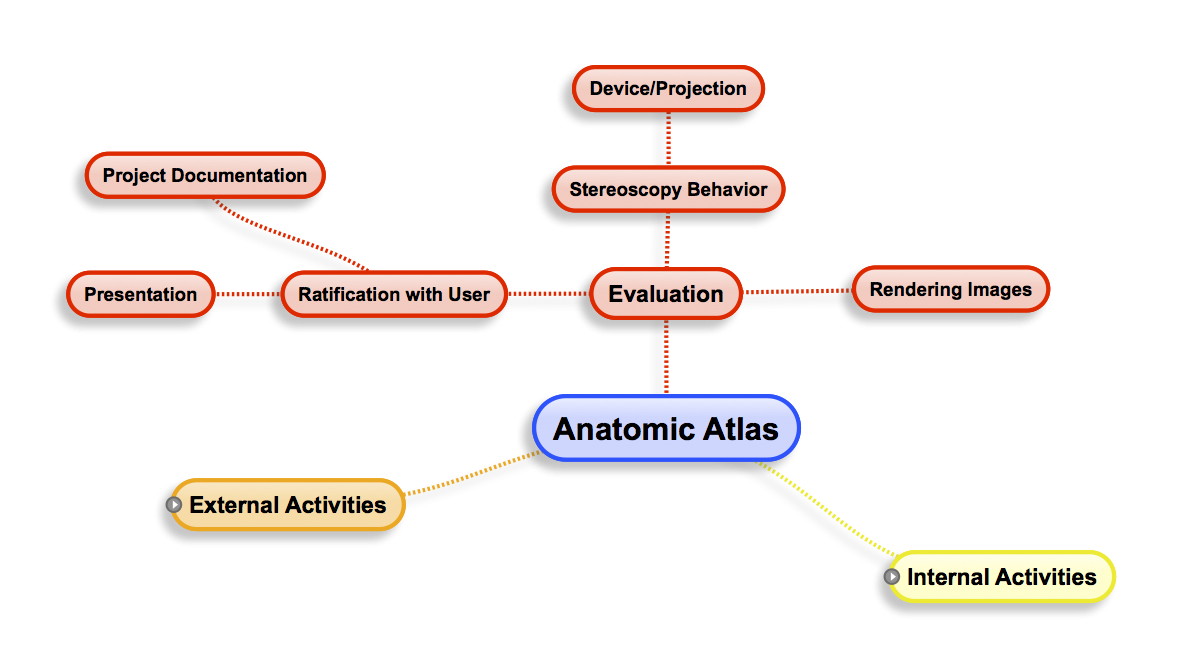 Device/Projection
Project Documentation
Stereoscopy Behavior
Presentation
Ratification with User
Evaluation
Rendering Images
Anatomic Atlas
External Activities
Internal Activities